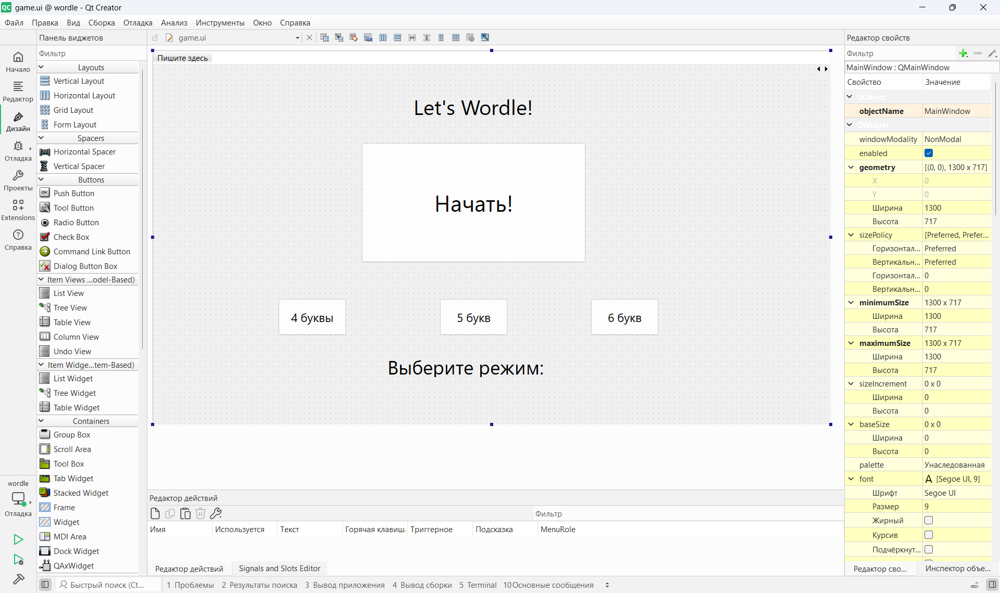 game.ui @ wordle - Qt Creator
Файл Правка Вид Сборка Отладка Анализ Инструменты Окно Справка
Панель виджетов
game.ui
Редактор свойств
Фильтр
Layouts
Vertical Layout
Horizontal Layout
Grid Layout
Form Layout
Spacers
Horizontal Spacer
Vertical Spacer
Buttons
Push Button
Tool Button
Radio Button
Check Box
Command Link Button
Dialog Button Box
Item Views ...odel-Based)
List View
Tree View
Table View
Column View
Undo View
Item Widge...tem-Based)
List Widget
Tree Widget
Table Widget
Containers
Group Box
Scroll Area
Tool Box
Tab Widget
Stacked Widget
Frame
Widget
MDI Area
Dock Widget
QAxWidget
Начало
Редактор
Дизайн
Отладка
Проекты
Extensions
Справка
wordle
Отладка
Пишите здесь
Let's Wordle!
Начать!
4 буквы
5 букв
6 букв
Выберите режим:
Редактор действий
Фильтр
Имя Используется Текст Горячая клавиш Триггерное Подсказка MenuRole
Редактор действий Signals and Slots Editor
Фильтр
MainWindow : QMainWindow
Свойство Значение
QObject
objectName MainWindow
QWidget
windowModality NonModal
enabled
geometry [(0, 0), 1300 x 717]
X 0
Y 0
Ширина 1300
Высота 717
sizePolicy [Preferred, Prefer...
Горизонтал... Preferred
Вертикальн... Preferred
Горизонтал... 0
Вертикальн... 0
minimumSize 1300 x 717
Ширина 1300
Высота 717
maximumSize 1300 x 717
Ширина 1300
Высота 717
sizeIncrement 0 x 0
Ширина 0
Высота 0
baseSize 0 x 0
Ширина 0
Высота 0
palette Унаследованная
font A [Segoe UI, 9]
Шрифт Segoe UI
Размер 9
Жирный
Курсив
Подчёркнут...
Редактор сво... Инспектор объе...
Быстрый поиск (Ct... 1 Проблемы 2 Результаты поиска 3 Вывод приложения 4 Вывод сборки 5 Terminal 10 Основные сообщения